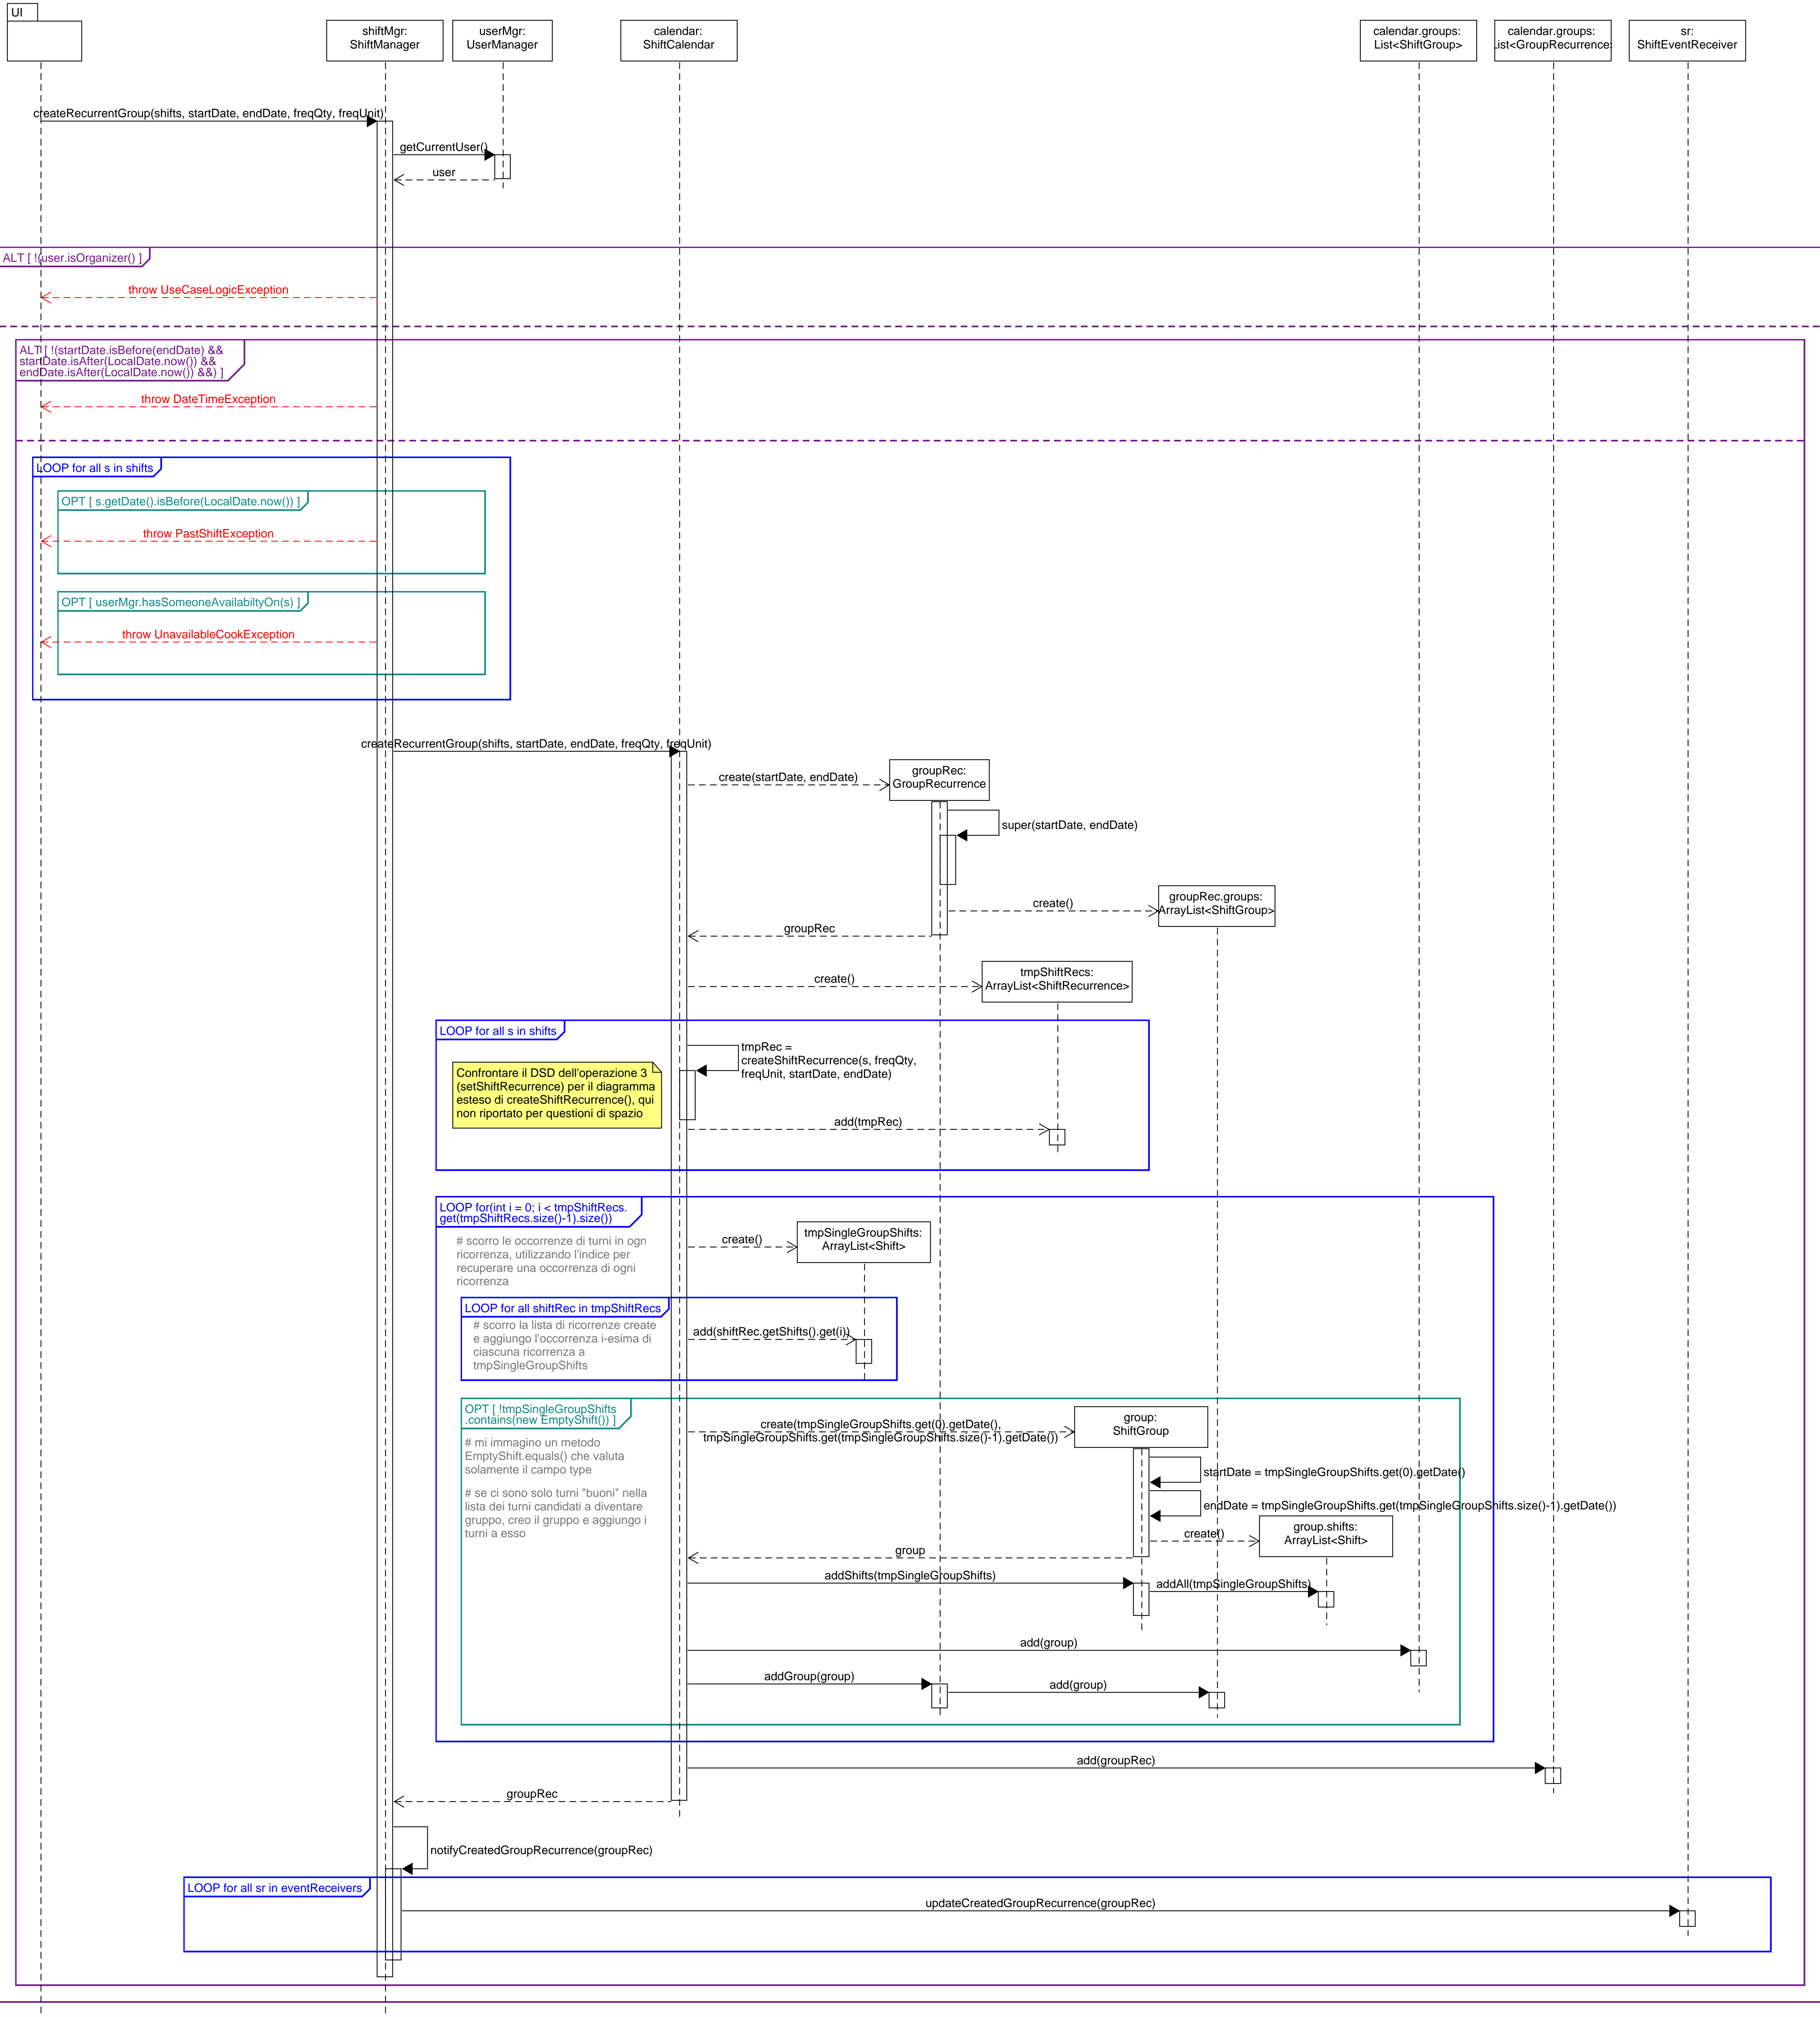 UI
shiftMgr:
ShiftManager
userMgr:
UserManager
calendar:
ShiftCalendar
calendar.groups:
List<ShiftGroup>
calendar.groups:
List<GroupRecurrence>
sr:
ShiftEventReceiver
createRecurrentGroup(shifts, startDate, endDate, freqQty, freqUnit)
getCurrentUser()
user
ALT [ !(user.isOrganizer() ]
throw UseCaseLogicException
ALT [ !(startDate.isBefore(endDate) &&
startDate.isAfter(LocalDate.now()) &&
endDate.isAfter(LocalDate.now()) &&) ]
throw DateTimeException
LOOP for all s in shifts
OPT [ s.getDate().isBefore(LocalDate.now()) ]
throw PastShiftException
OPT [ userMgr.hasSomeoneAvailabiltyOn(s) ]
throw UnavailableCookException
createRecurrentGroup(shifts, startDate, endDate, freqQty, freqUnit)
create(startDate, endDate)
groupRec:
GroupRecurrence
super(startDate, endDate)
create()
groupRec.groups:
ArrayList<ShiftGroup>
groupRec
create()
tmpShiftRecs:
ArrayList<ShiftRecurrence>
LOOP for all s in shifts
tmpRec =
createShiftRecurrence(s, freqQty,
freqUnit, startDate, endDate)
Confrontare il DSD dell'operazione 3
(setShiftRecurrence) per il diagramma
esteso di createShiftRecurrence(), qui
non riportato per questioni di spazio
add(tmpRec)
LOOP for(int i = 0; i < tmpShiftRecs.
get(tmpShiftRecs.size()-1).size())
# scorro le occorrenze di turni in ogn
ricorrenza, utilizzando l'indice per
recuperare una occorrenza di ogni
ricorrenza
create()
tmpSingleGroupShifts:
ArrayList<Shift>
LOOP for all shiftRec in tmpShiftRecs
# scorro la lista di ricorrenze create
e aggiungo l'occorrenza i-esima di
ciascuna ricorrenza a
tmpSingleGroupShifts
add(shiftRec.getShifts().get(i))
OPT [ !tmpSingleGroupShifts
.contains(new EmptyShift()) ]
# mi immagino un metodo
EmptyShift.equals() che valuta
solamente il campo type
# se ci sono solo turni "buoni" nella
lista dei turni candidati a diventare
gruppo, creo il gruppo e aggiungo i
turni a esso
create(tmpSingleGroupShifts.get(0).getDate(),
tmpSingleGroupShifts.get(tmpSingleGroupShifts.size()-1).getDate())
group:
ShiftGroup
startDate = tmpSingleGroupShifts.get(0).getDate()
endDate = tmpSingleGroupShifts.get(tmpSingleGroupShifts.size()-1).getDate())
create()
group.shifts:
ArrayList<Shift>
group
addShifts(tmpSingleGroupShifts)
addAll(tmpSingleGroupShifts)
add(group)
addGroup(group)
add(group)
add(groupRec)
groupRec
notifyCreatedGroupRecurrence(groupRec)
LOOP for all sr in eventReceivers
updateCreatedGroupRecurrence(groupRec)